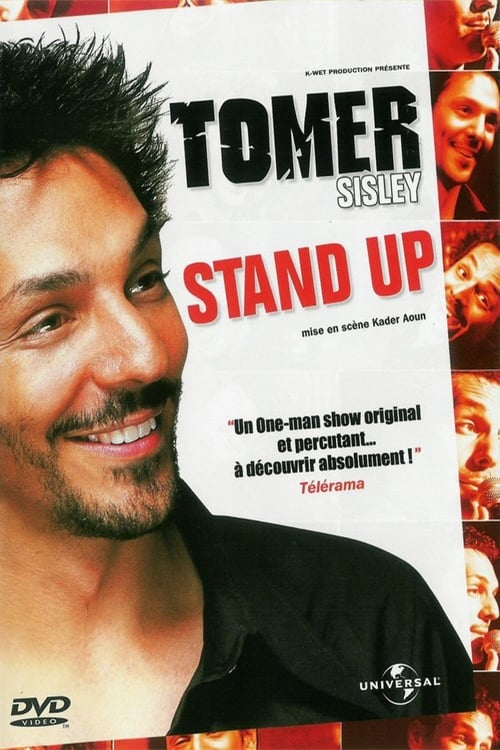 K-WET PRODUCTION PRÉSENTE
TOMER
SISLEY
STAND UP
mise en scène Kader Aoun
"Un One-man show original
et percutant...
à découvrir absolument !"
Télérama
UNIVERSAL
DVD
VIDEO TM